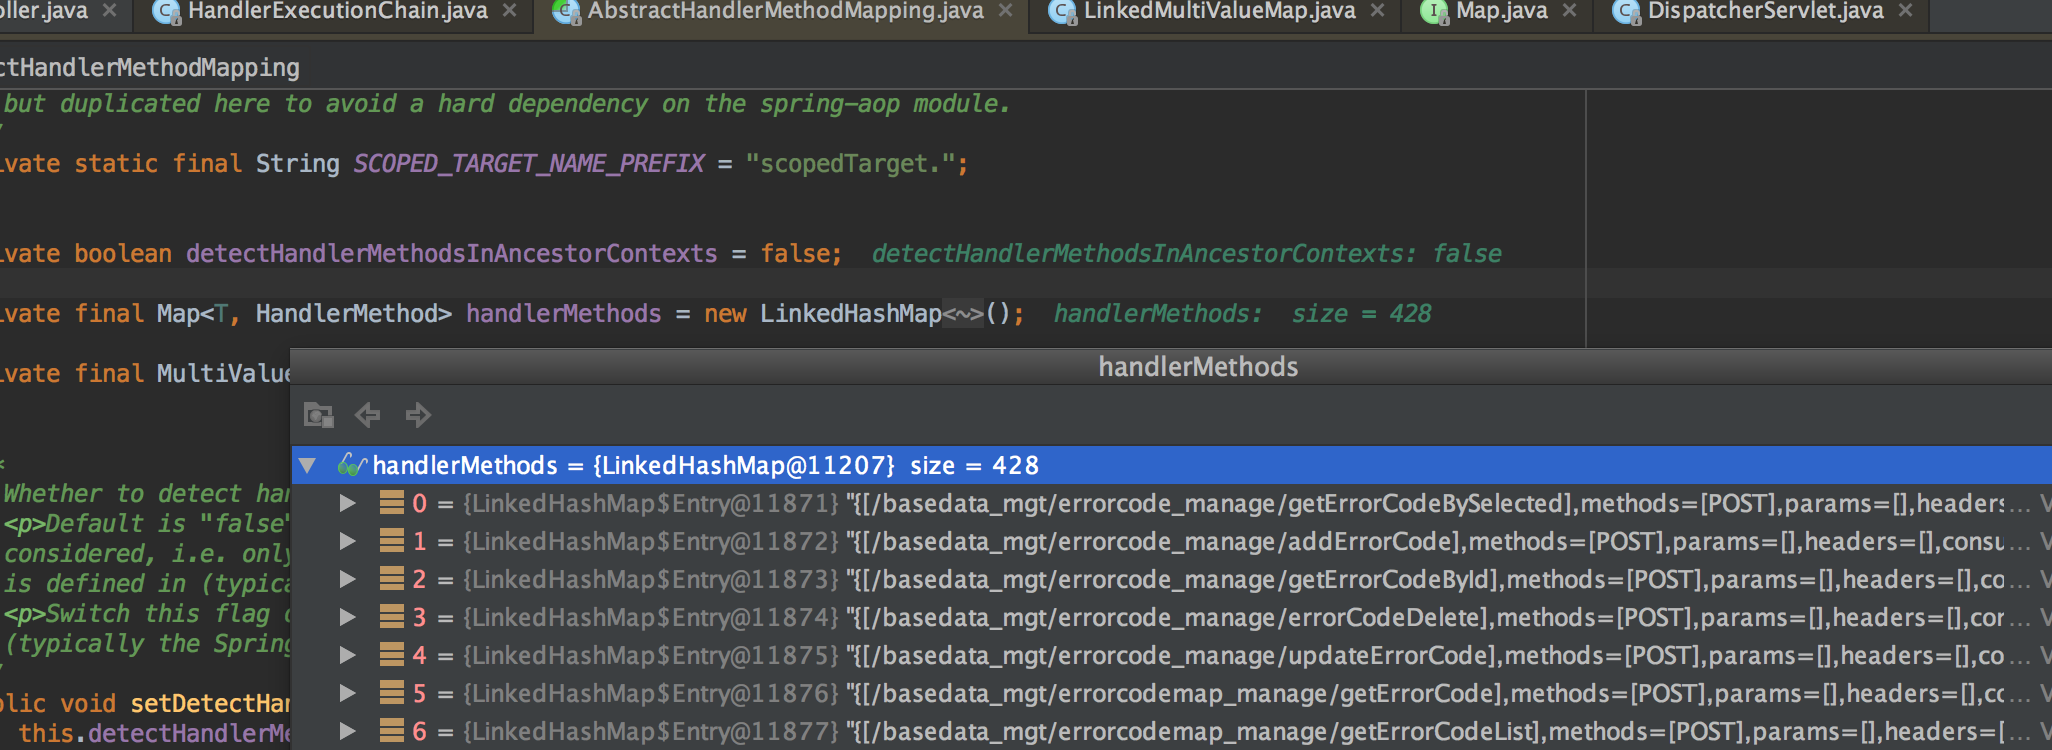 oller.java × HandlerExecutionChain.java × AbstractHandlerMethodMapping.java × LinkedMultiValueMap.java × Map.java × DispatcherServlet.java ×
ctHandlerMethodMapping
but duplicated here to avoid a hard dependency on the spring-aop module.
/
ivate static final String SCOPED_TARGET_NAME_PREFIX = "scopedTarget.";
ivate boolean detectHandlerMethodsInAncestorContexts = false; detectHandlerMethodsInAncestorContexts: false
ivate final Map<T, HandlerMethod> handlerMethods = new LinkedHashMap<~>(); handlerMethods: size = 428
ivate final MultiValue
handlerMethods
handlerMethods = {LinkedHashMap@11207} size = 428
0 = {LinkedHashMap$Entry@11871} "{[/basedata_mgt/errorcode_manage/getErrorCodeBySelected],methods=[POST],params=[],headers... V
1 = {LinkedHashMap$Entry@11872} "{[/basedata_mgt/errorcode_manage/addErrorCode],methods=[POST],params=[],headers=[],consu... V
2 = {LinkedHashMap$Entry@11873} "{[/basedata_mgt/errorcode_manage/getErrorCodeById],methods=[POST],params=[],headers=[],co... V
3 = {LinkedHashMap$Entry@11874} "{[/basedata_mgt/errorcode_manage/errorCodeDelete],methods=[POST],params=[],headers=[],cor... V
4 = {LinkedHashMap$Entry@11875} "{[/basedata_mgt/errorcode_manage/updateErrorCode],methods=[POST],params=[],headers=[],co... V
5 = {LinkedHashMap$Entry@11876} "{[/basedata_mgt/errorcodemap_manage/getErrorCode],methods=[POST],params=[],headers=[],cc... V
6 = {LinkedHashMap$Entry@11877} "{[/basedata_mgt/errorcodemap_manage/getErrorCodeList],methods=[POST],params=[],headers=[... V
*
Whether to detect han
<p>Default is "false"
considered, i.e. only
is defined in (typica
<p>Switch this flag o
(typically the Spring
/
blic void setDetectHan
this.detectHandlerMe